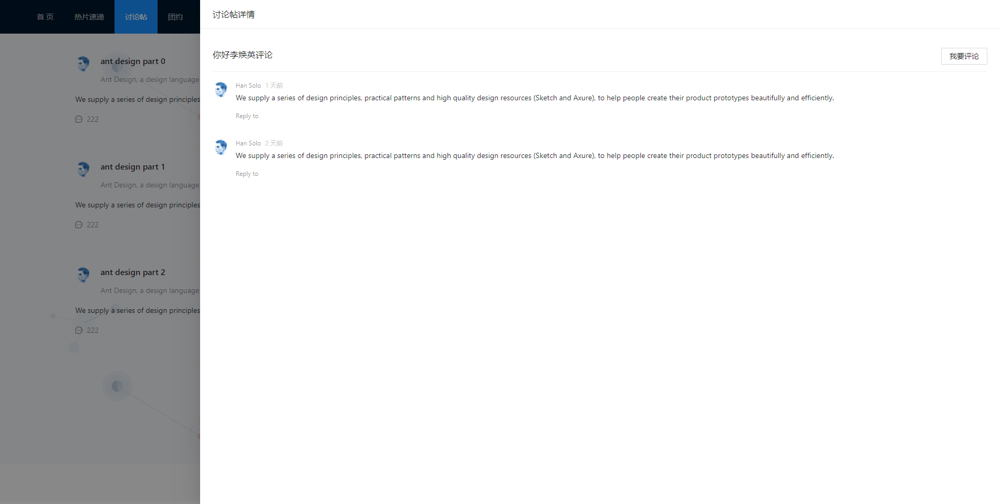 首 页
热片速递
讨论帖
团约
ant design part 0
Ant Design, a design language
We supply a series of design principles
222
ant design part 1
Ant Design, a design language
We supply a series of design principles
222
ant design part 2
Ant Design, a design language
We supply a series of design principles
222
讨论帖详情
你好李焕英评论
我要评论
Han Solo 1 天前
We supply a series of design principles, practical patterns and high quality design resources (Sketch and Axure), to help people create their product prototypes beautifully and efficiently.
Reply to
Han Solo 2 天前
We supply a series of design principles, practical patterns and high quality design resources (Sketch and Axure), to help people create their product prototypes beautifully and efficiently.
Reply to